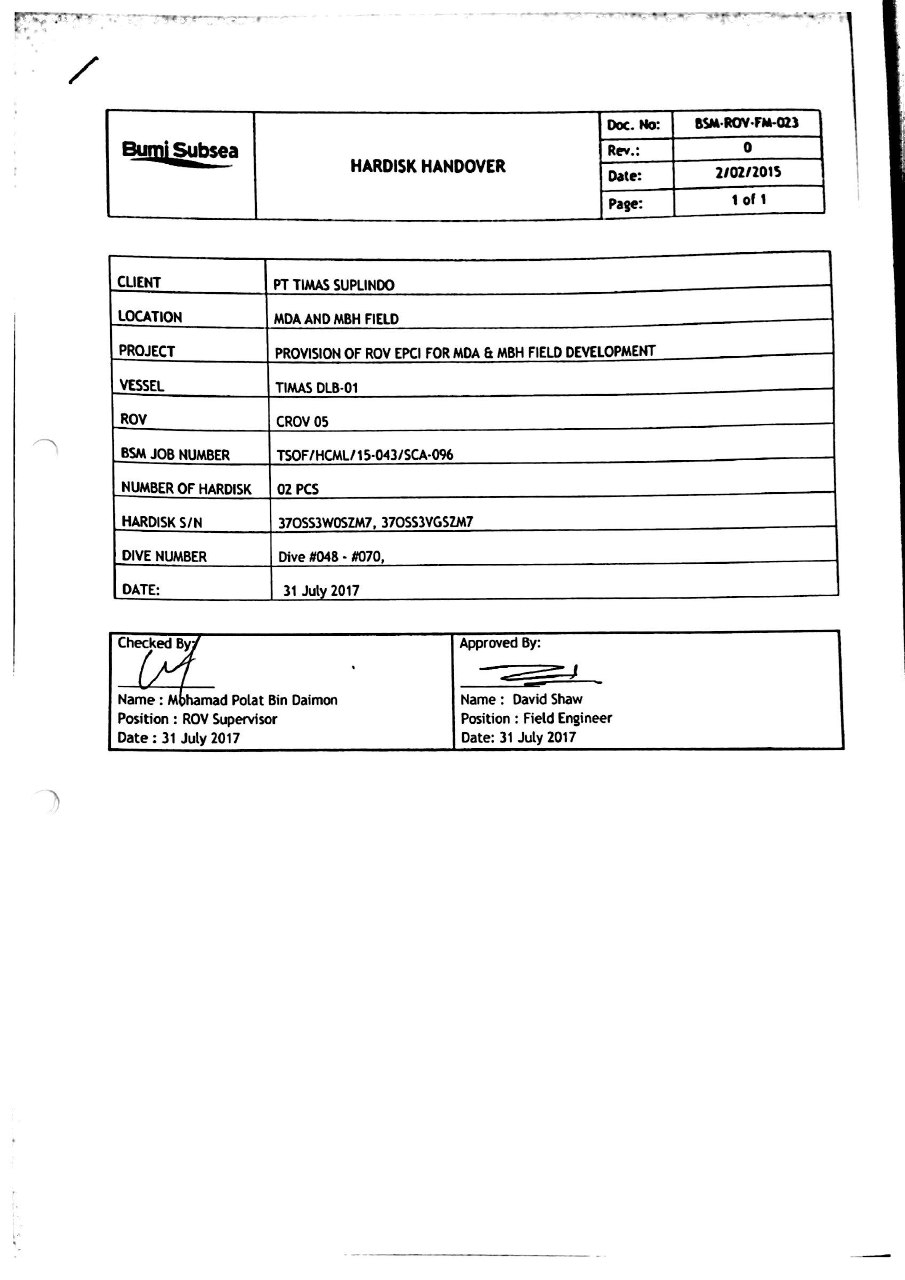 Bumi Subsea
HARDISK HANDOVER
Doc. No: BSM-ROV-FM-023
Rev.: 0
Date: 2/02/2015
Page: 1 of 1
CLIENT PT TIMAS SUPLINDO
LOCATION MDA AND MBH FIELD
PROJECT PROVISION OF ROV EPCI FOR MDA & MBH FIELD DEVELOPMENT
VESSEL TIMAS DLB-01
ROV CROV 05
BSM JOB NUMBER TSOF/HCML/15-043/SCA-096
NUMBER OF HARDISK 02 PCS
HARDISK S/N 37OSS3W0SZM7, 37OSS3VGSZM7
DIVE NUMBER Dive #048 - #070,
DATE: 31 July 2017
Checked By:
Name : Mohamad Polat Bin Daimon
Position : ROV Supervisor
Date : 31 July 2017
Approved By:
Name : David Shaw
Position : Field Engineer
Date: 31 July 2017